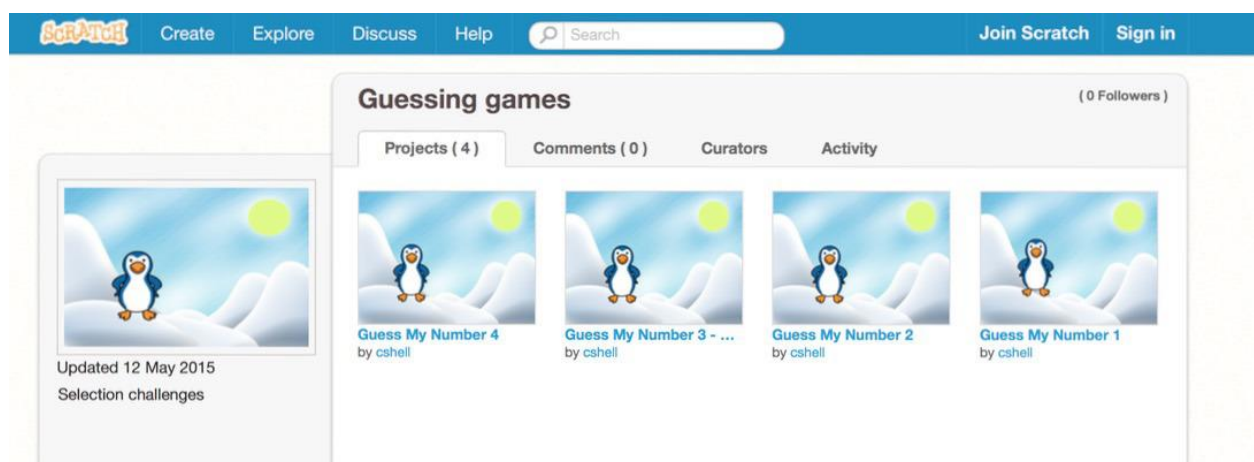 SCRATCH Create Explore Discuss Help Search Join Scratch Sign in
Guessing games
( 0 Followers )
Projects ( 4 ) Comments ( 0 ) Curators Activity
Updated 12 May 2015
Selection challenges
Guess My Number 4
by cshell
Guess My Number 3 - ...
by cshell
Guess My Number 2
by cshell
Guess My Number 1
by cshell